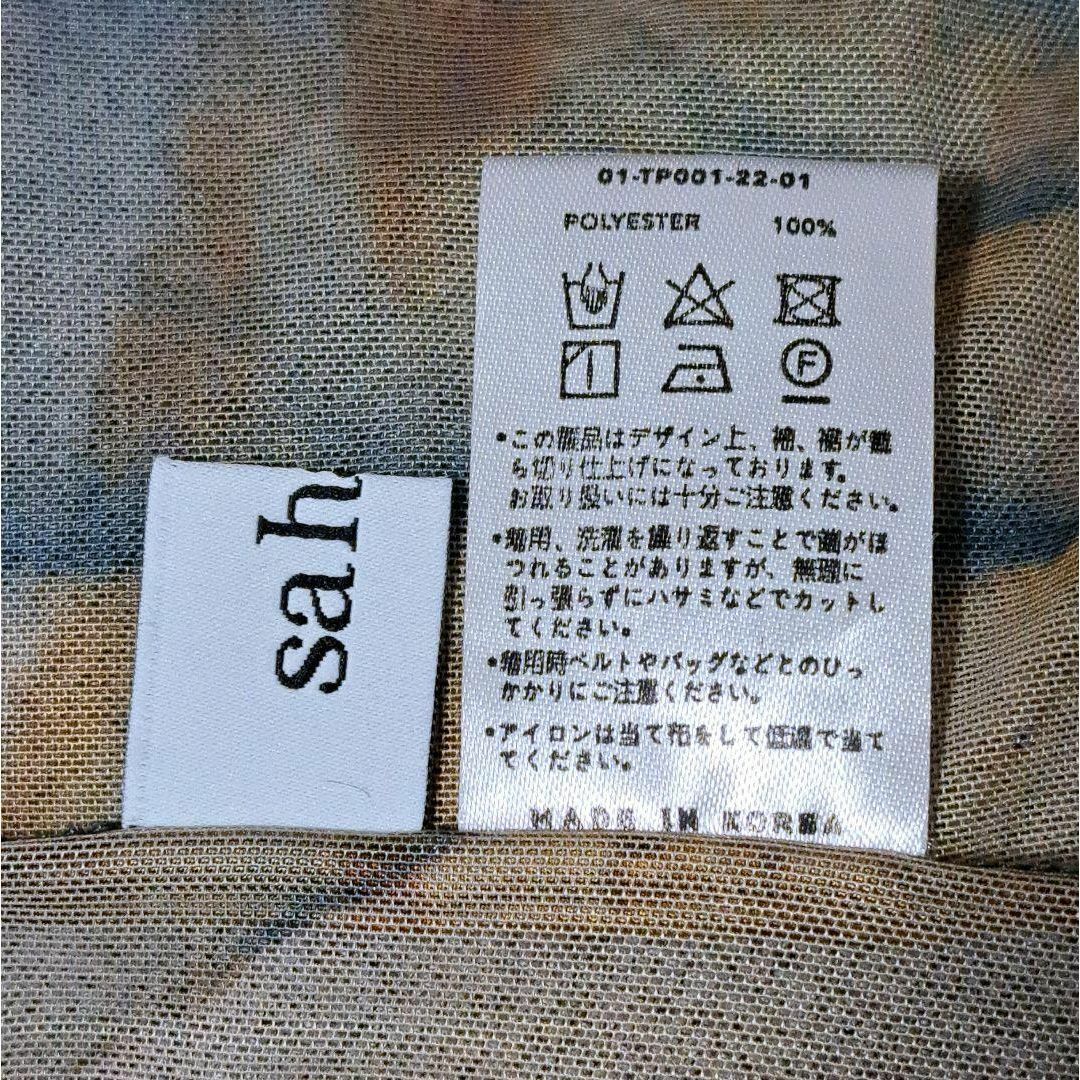 01-TP001-22-01
POLYESTER 100%
F
•この製品はデザイン上、袖、裾が裁
ち切り仕上げになっております。
お取り扱いには十分ご注意ください。
•着用、洗濯を繰り返すことで端がほ
つれることがありますが、無理に
引っ張らずにハサミなどでカットし
てください。
•着用時ベルトやバッグなどとのひっ
かかりにご注意ください。
•アイロンは当て布をして低温で当て
てください。
MADE IN KOREA
sah